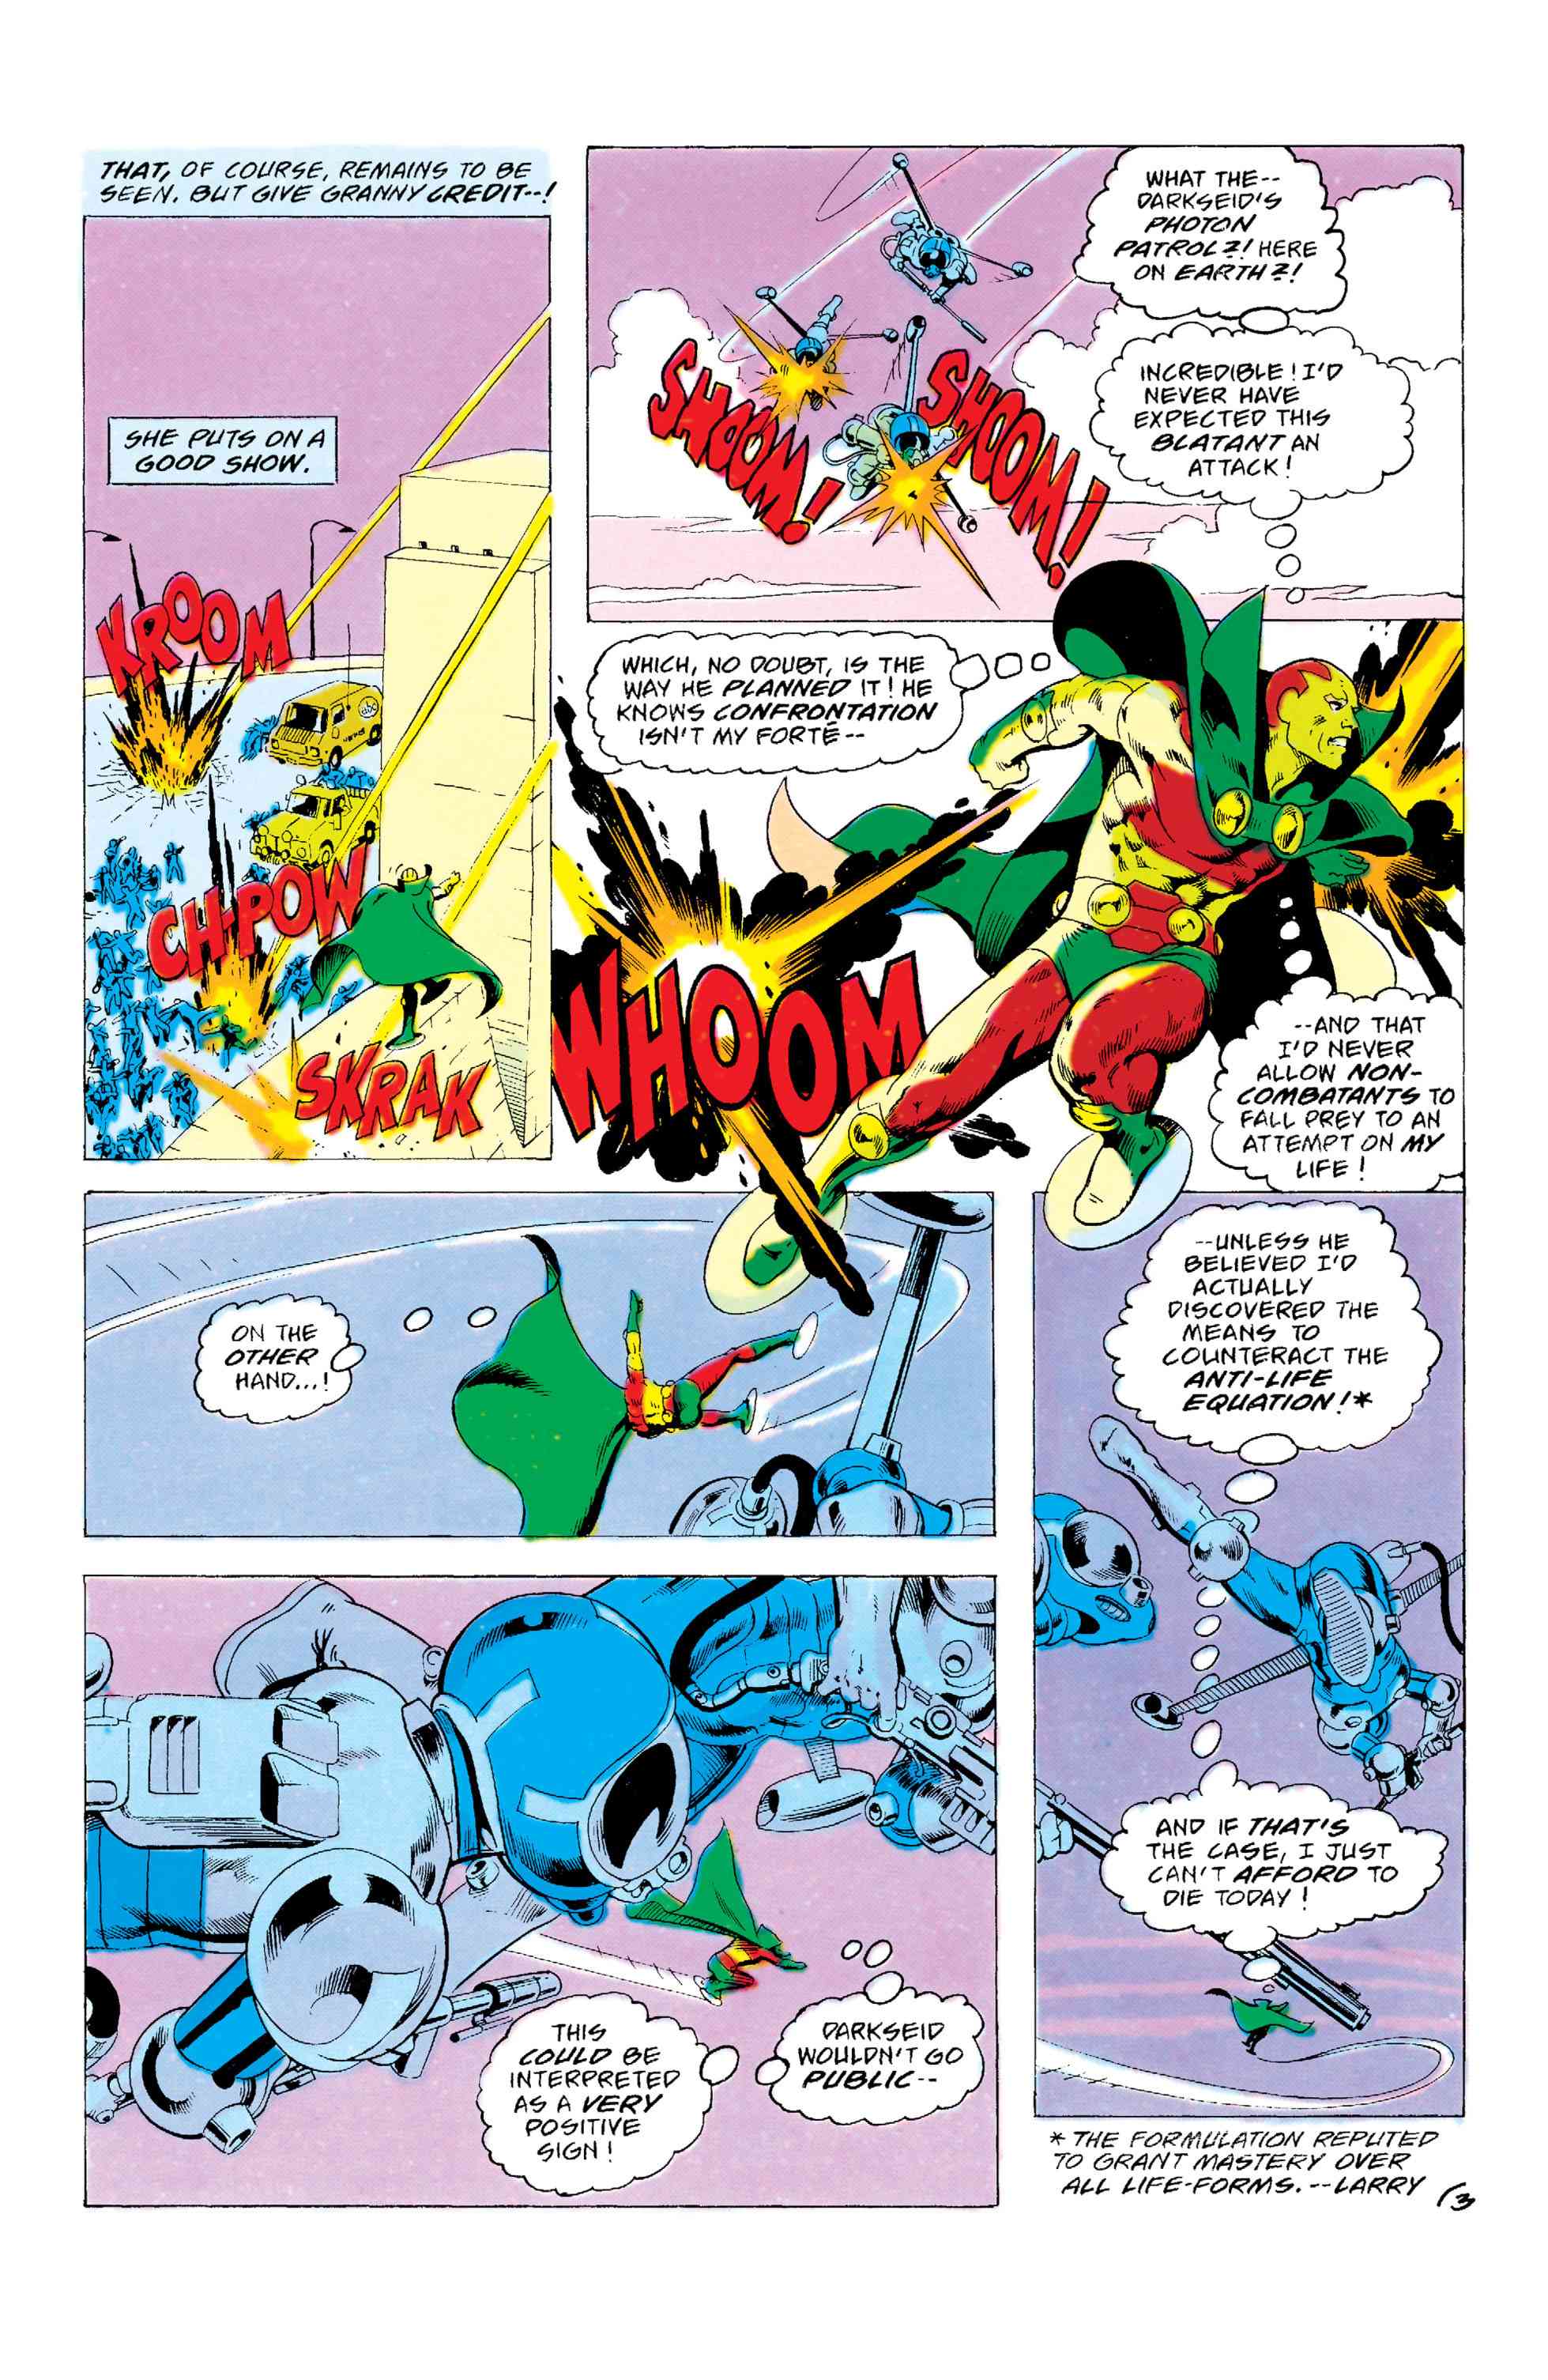 THAT, OF COURSE, REMAINS TO BE
SEEN. BUT GIVE GRANNY CREDIT--!
SHE PUTS ON A
GOOD SHOW.
KROOM
abc
CH-POW
SKRAK
WHAT THE--
DARKSEID'S
PHOTON
PATROL?! HERE
ON EARTH?!
INCREDIBLE! I'D
NEVER HAVE
EXPECTED THIS
BLATANT AN
ATTACK!
SHOOM!
SHOOM!
WHICH, NO DOUBT, IS THE
WAY HE PLANNED IT! HE
KNOWS CONFRONTATION
ISN'T MY FORTÉ--
WHOOM
--AND THAT
I'D NEVER
ALLOW NON-
COMBATANTS TO
FALL PREY TO AN
ATTEMPT ON MY
LIFE!
ON THE
OTHER
HAND...!
--UNLESS HE
BELIEVED I'D
ACTUALLY
DISCOVERED THE
MEANS TO
COUNTERACT THE
ANTI-LIFE
EQUATION!*
AND IF THAT'S
THE CASE, I JUST
CAN'T AFFORD TO
DIE TODAY!
DARKSEID
WOULDN'T GO
PUBLIC--
THIS
COULD BE
INTERPRETED
AS A VERY
POSITIVE
SIGN!
* THE FORMULATION REPUTED
TO GRANT MASTERY OVER
ALL LIFE-FORMS. --LARRY
3